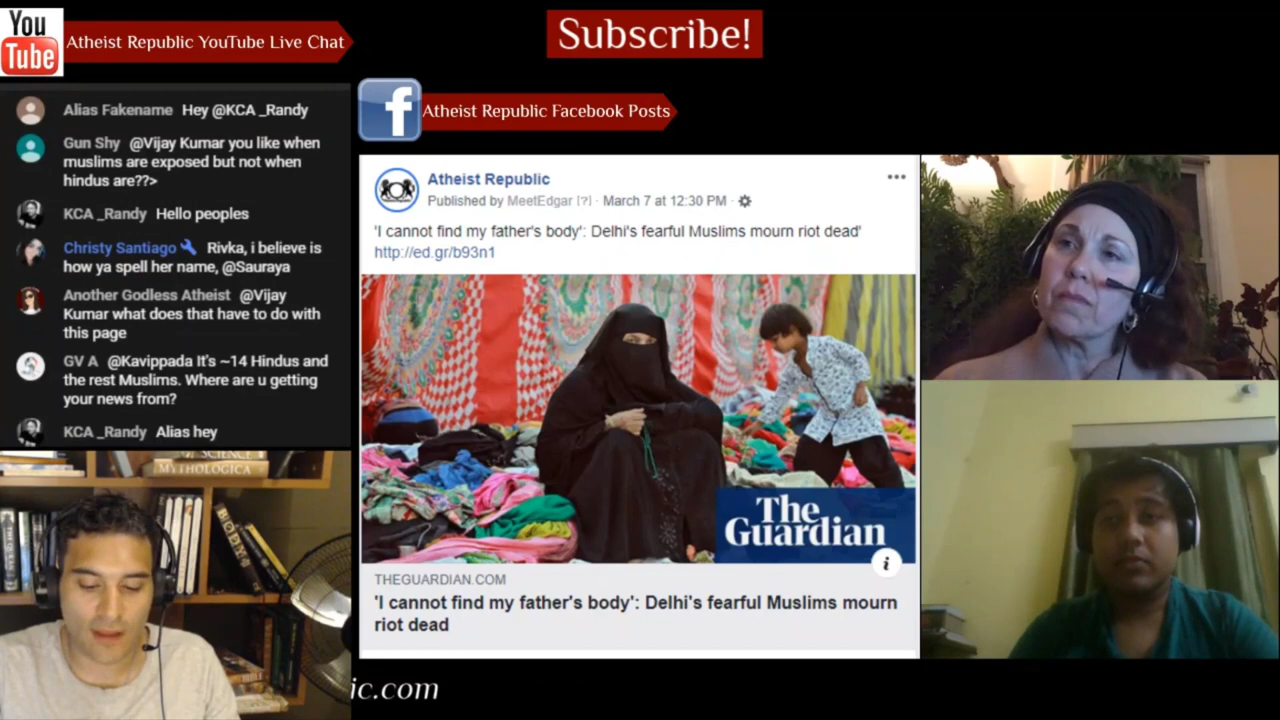 You
Tube
Atheist Republic YouTube Live Chat
Subscribe!
Alias Fakename Hey @KCA _Randy
Gun Shy @Vijay Kumar you like when
muslims are exposed but not when
hindus are??>
KCA _Randy Hello peoples
Christy Santiago Rivka, i believe is
how ya spell her name, @Sauraya
Another Godless Atheist @Vijay
Kumar what does that have to do with
this page
GV A @Kavippada It's ~14 Hindus and
the rest Muslims. Where are u getting
your news from?
KCA _Randy Alias hey
f
Atheist Republic Facebook Posts
Atheist Republic
Published by MeetEdgar [?] · March 7 at 12:30 PM ·
'I cannot find my father's body': Delhi's fearful Muslims mourn riot dead'
http://ed.gr/b93n1
The
Guardian
i
THEGUARDIAN.COM
'I cannot find my father's body': Delhi's fearful Muslims mourn
riot dead
SCIENCE
MYTHOLOGICA
ic.com